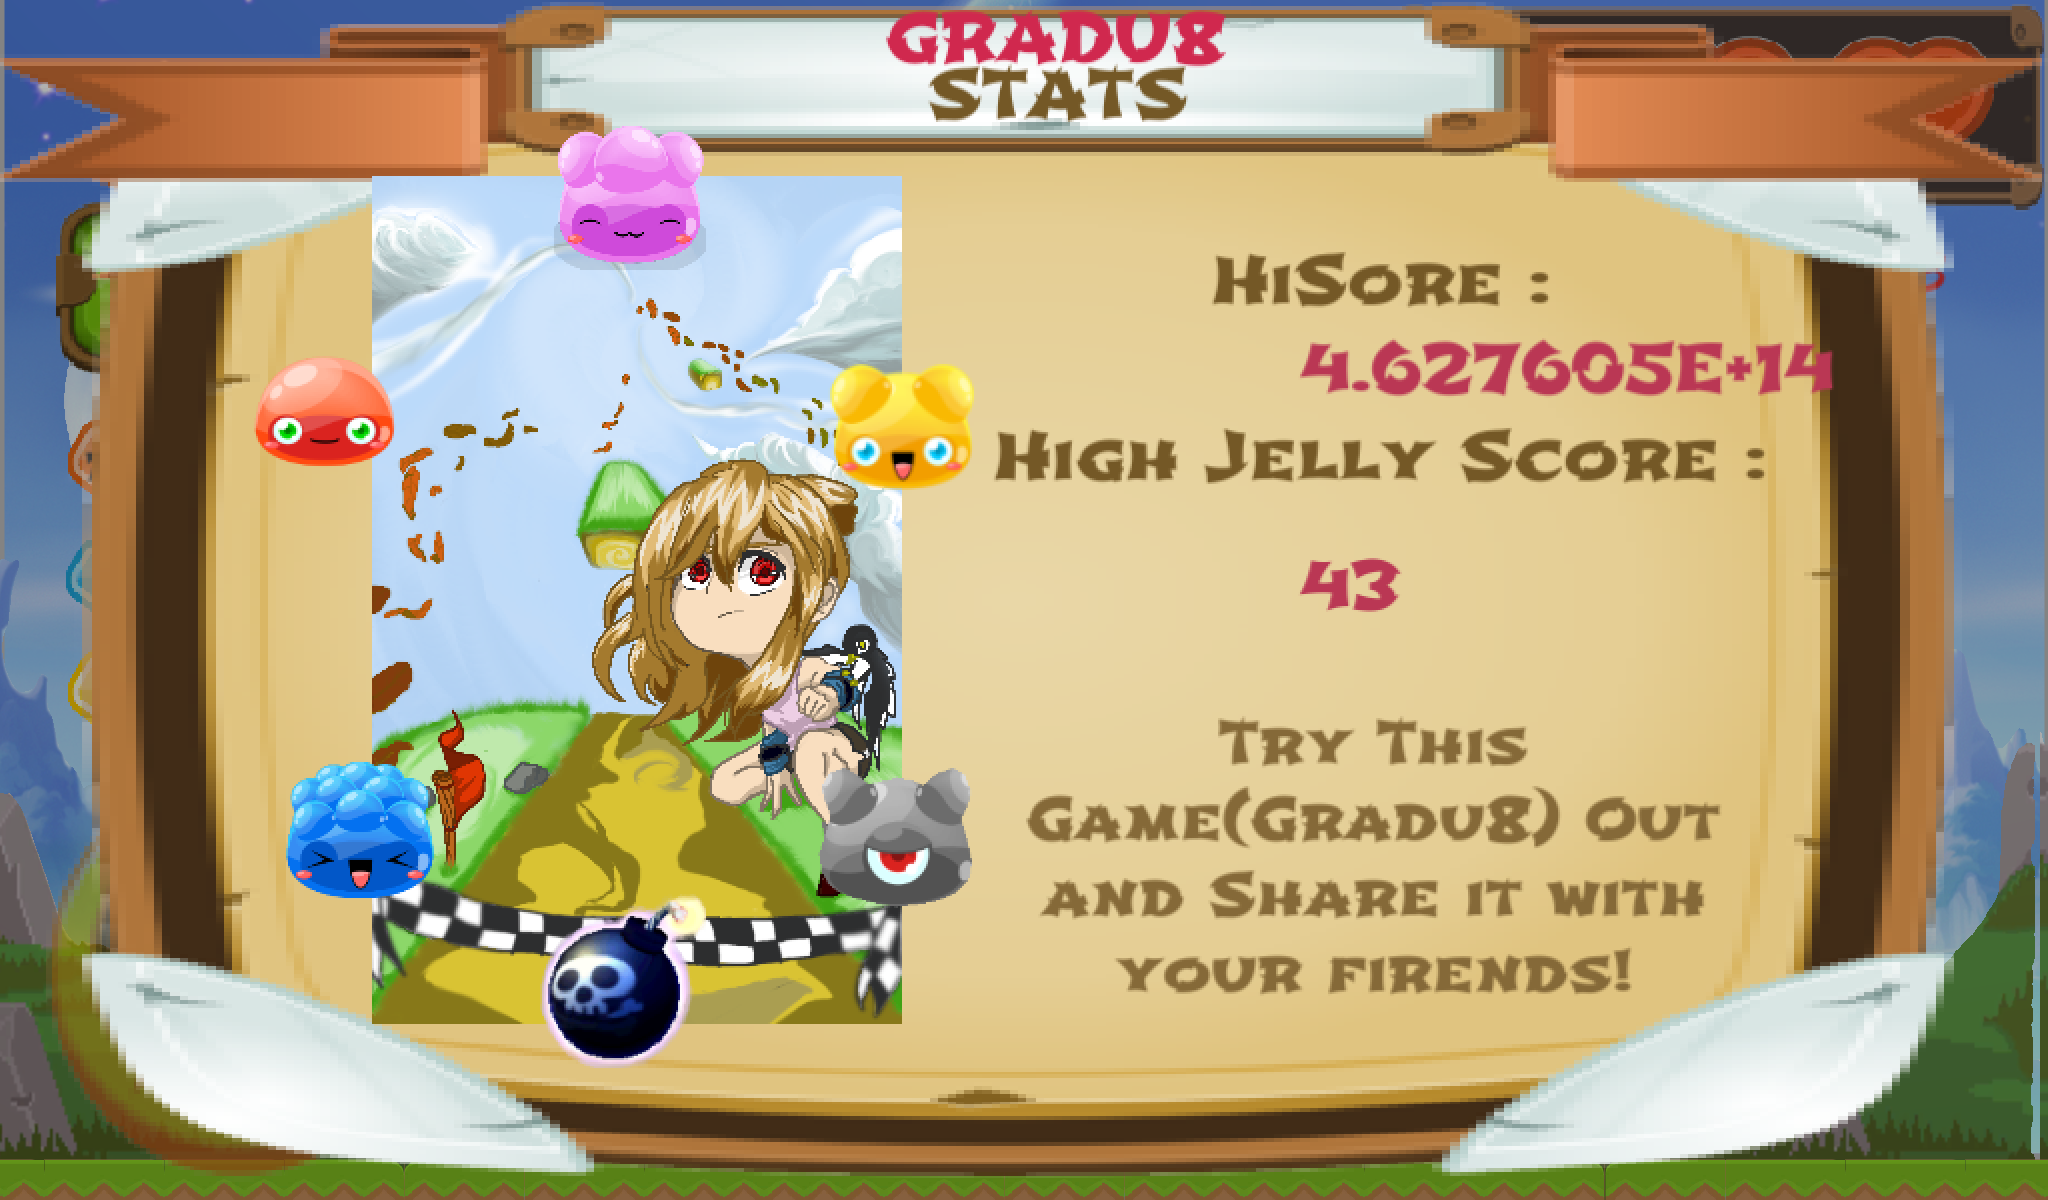 GRADU8
STATS
HiSore :
4.627605E+14
High Jelly Score :
43
Try This
Game(Gradu8) Out
and Share it with
your firends!